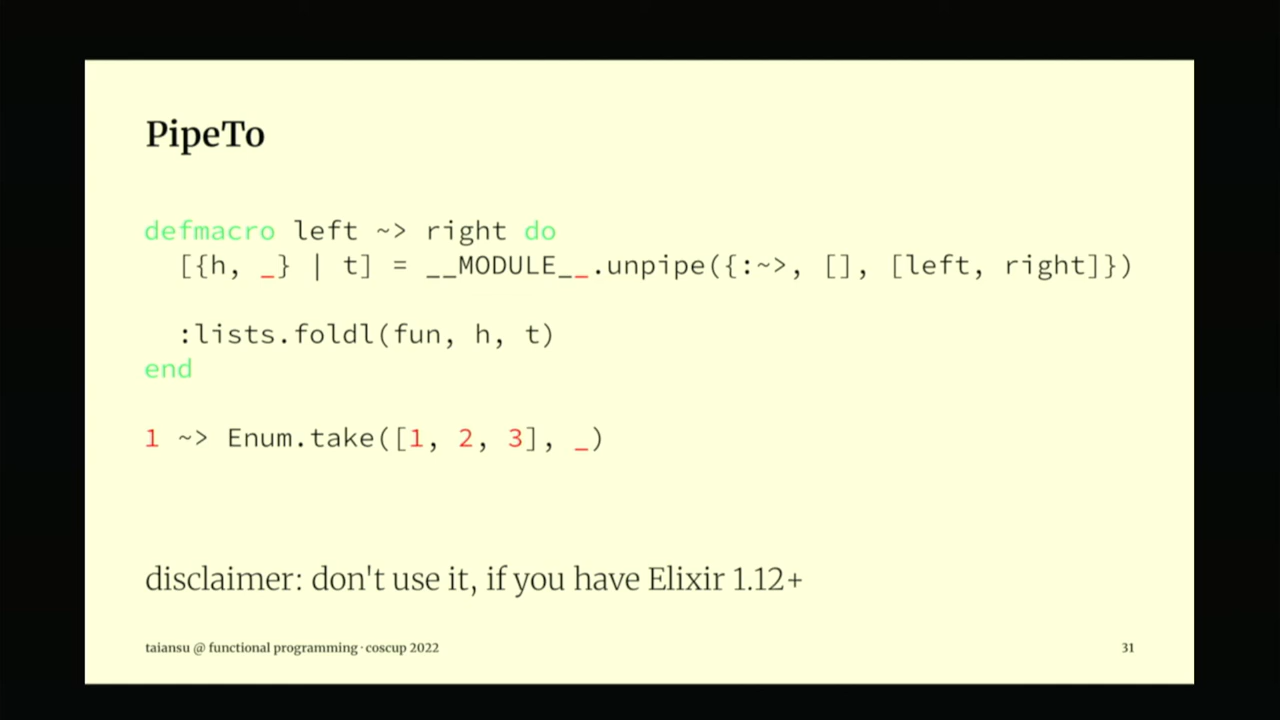 PipeTo
defmacro left ~> right do
  [{h, _} | t] = __MODULE__.unpipe({:~>, [], [left, right]})
  :lists.foldl(fun, h, t)
end
1 ~> Enum.take([1, 2, 3], _)
disclaimer: don't use it, if you have Elixir 1.12+
taiansu @ functional programming · coscup 2022
31